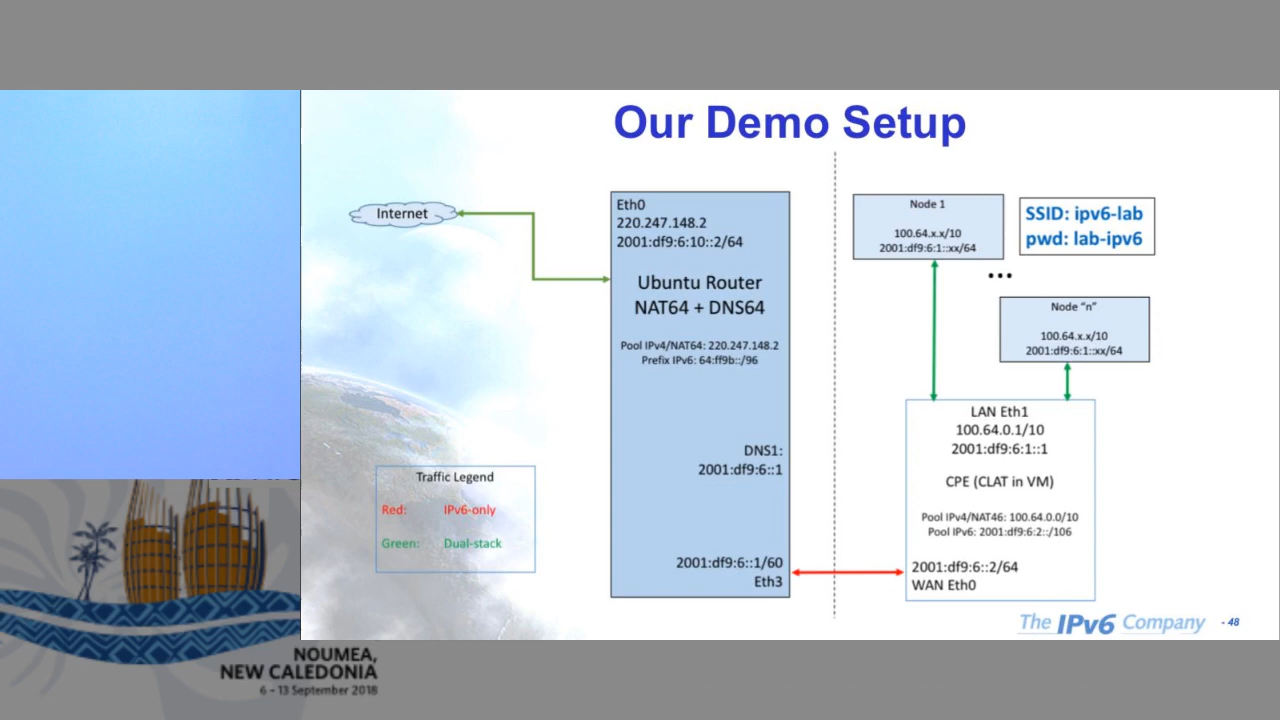 Our Demo Setup
Internet
Eth0
220.247.148.2
2001:df9:6:10::2/64
Ubuntu Router
NAT64 + DNS64
Pool IPv4/NAT64: 220.247.148.2
Prefix IPv6: 64:ff9b::/96
DNS1:
2001:df9:6::1
2001:df9:6::1/60
Eth3
Node 1
100.64.x.x/10
2001:df9:6:1::xx/64
SSID: ipv6-lab
pwd: lab-ipv6
...
Node "n"
100.64.x.x/10
2001:df9:6:1::xx/64
LAN Eth1
100.64.0.1/10
2001:df9:6:1::1
CPE (CLAT in VM)
Pool IPv4/NAT46: 100.64.0.0/10
Pool IPv6: 2001:df9:6:2::/106
2001:df9:6::2/64
WAN Eth0
Traffic Legend
Red: IPv6-only
Green: Dual-stack
The IPv6 Company - 48
NOUMEA,
NEW CALEDONIA
6 – 13 September 2018